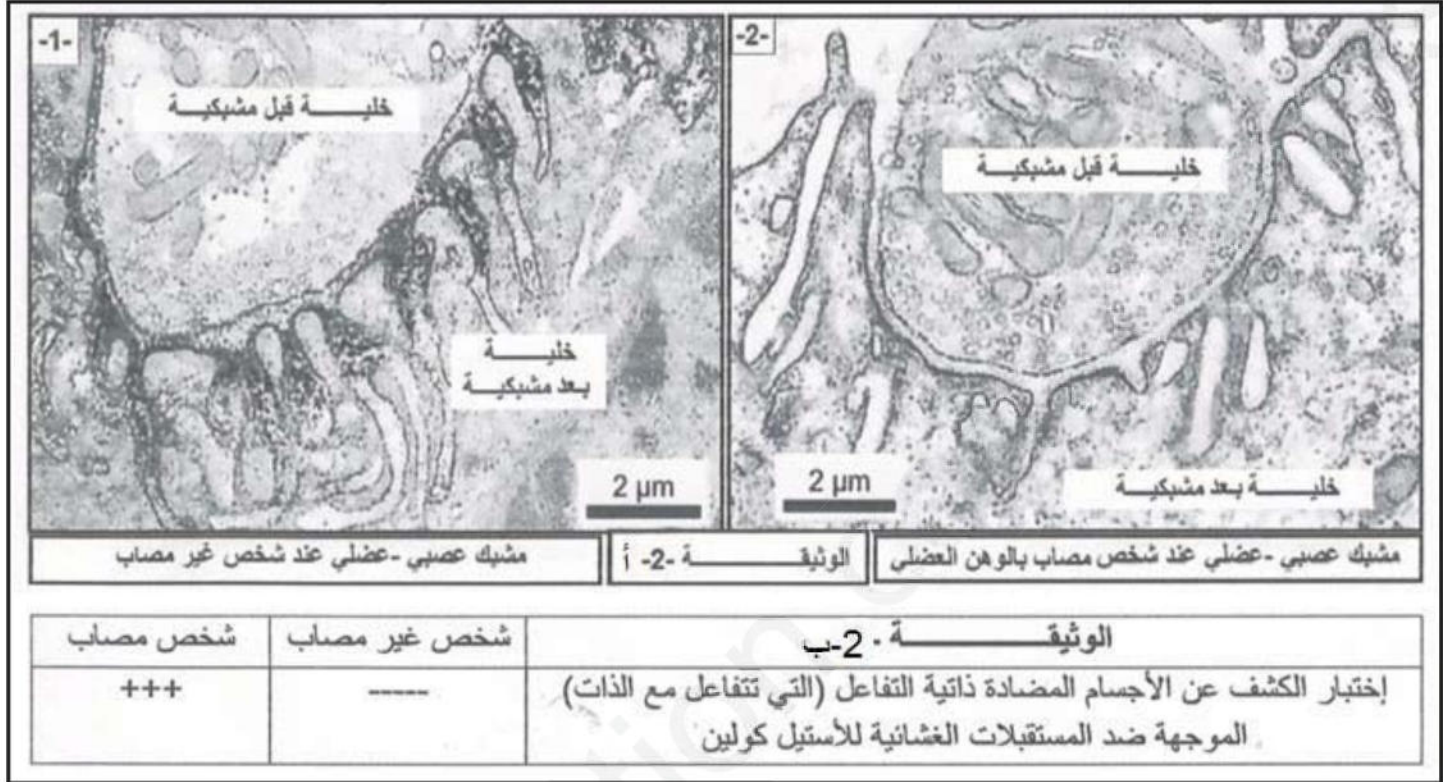 -1-
خلية قبل مشبكية
خلية
بعد مشبكية
2 µm
-2-
خلية قبل مشبكية
2 µm
خلية بعد مشبكية
مشبك عصبي -عضلي عند شخص غير مصاب
الوثيقة -2- أ
مشبك عصبي -عضلي عند شخص مصاب بالوهن العضلي
الوثيقة - 2-ب
شخص غير مصاب
شخص مصاب
إختبار الكشف عن الأجسام المضادة ذاتية التفاعل (التي تتفاعل مع الذات)
الموجهة ضد المستقبلات الغشائية للأستيل كولين
-----
+++